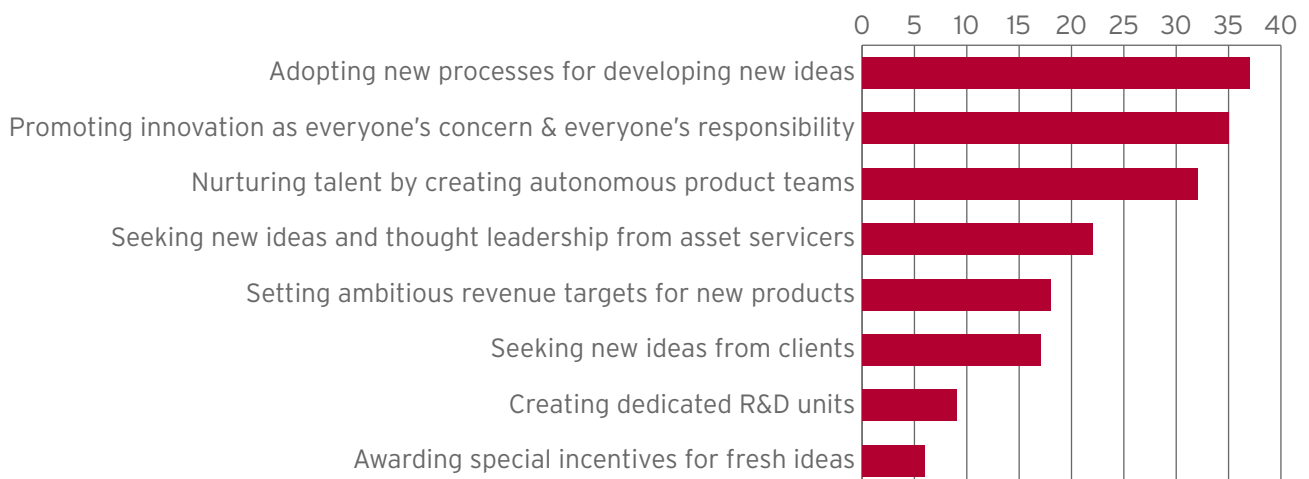 0 5 10 15 20 25 30 35 40
Adopting new processes for developing new ideas
Promoting innovation as everyone’s concern & everyone’s responsibility
Nurturing talent by creating autonomous product teams
Seeking new ideas and thought leadership from asset servicers
Setting ambitious revenue targets for new products
Seeking new ideas from clients
Creating dedicated R&D units
Awarding special incentives for fresh ideas